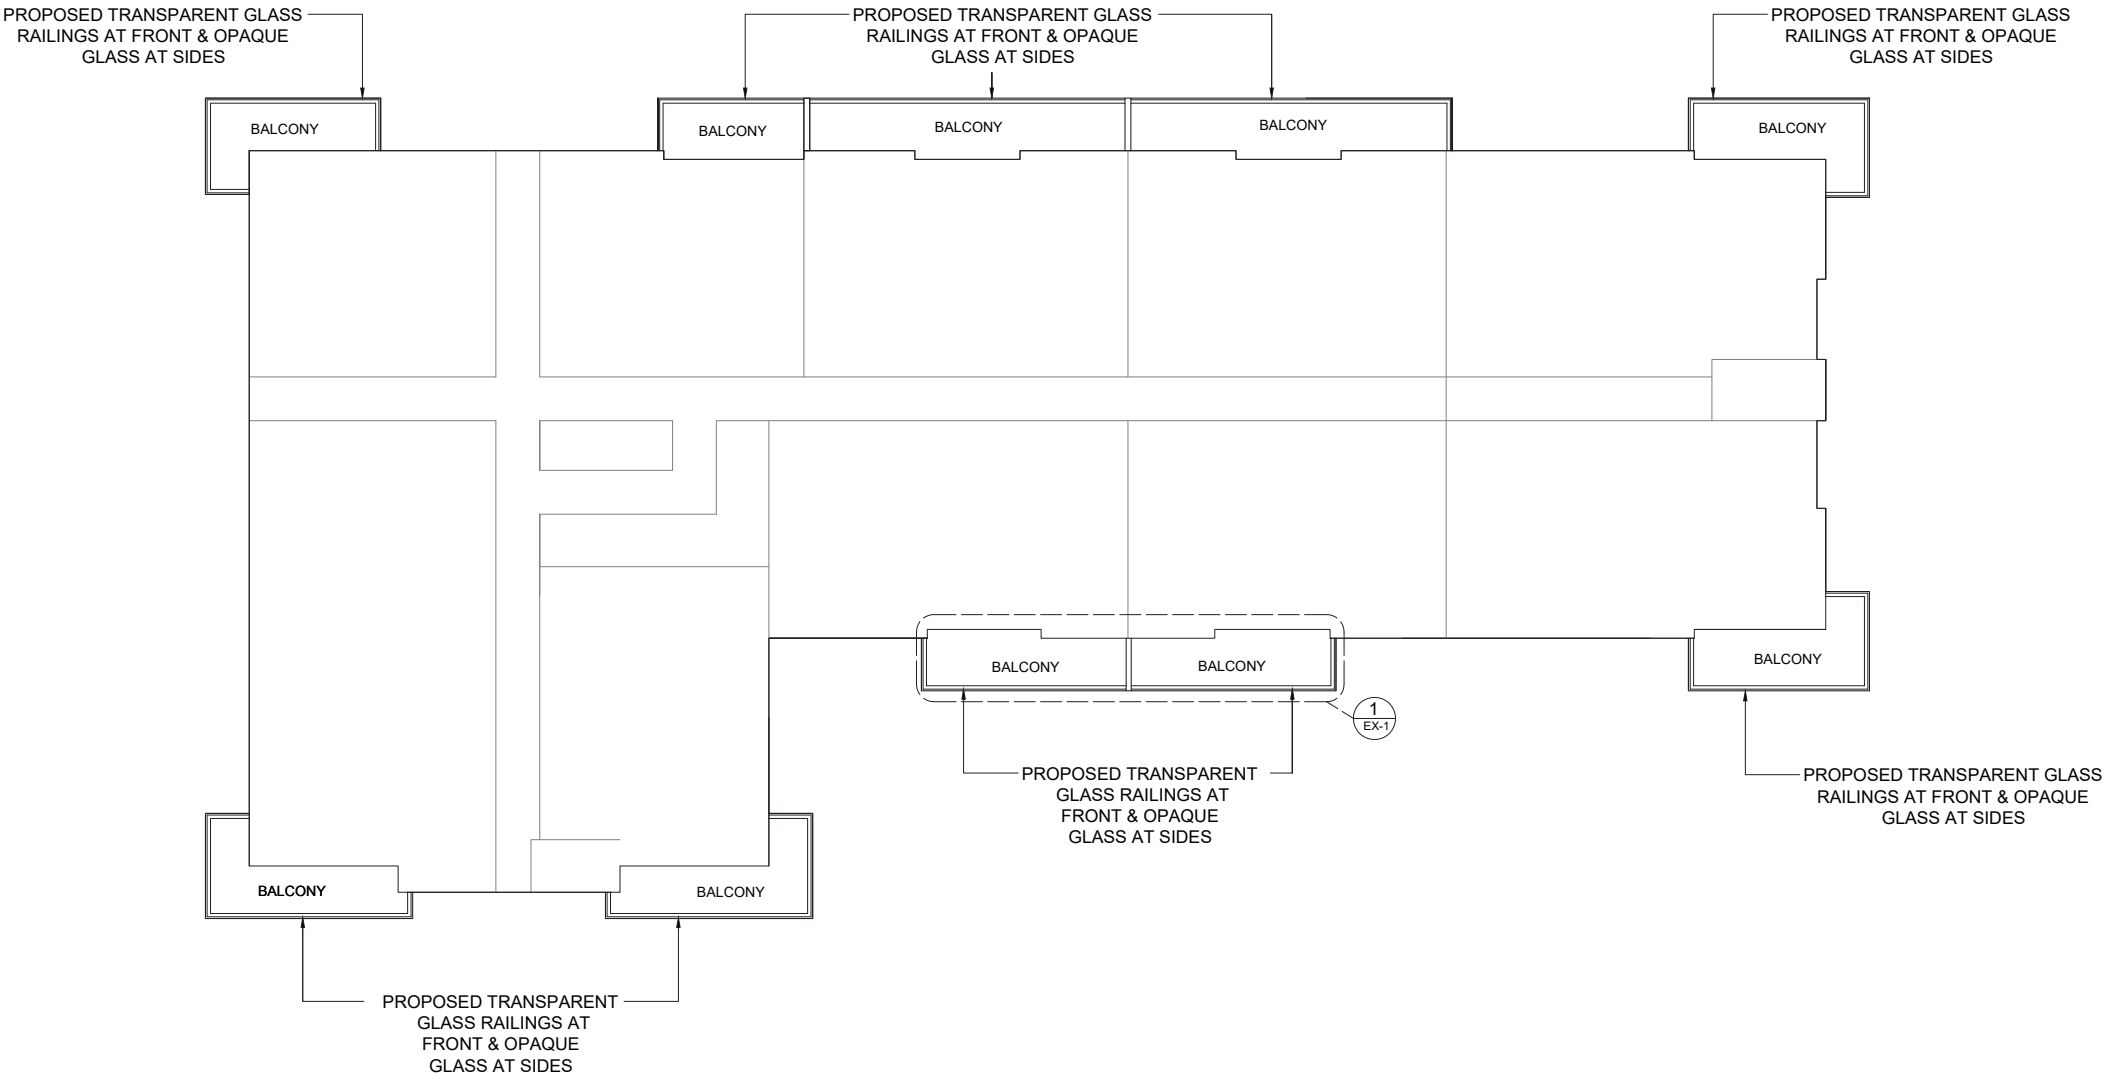 PROPOSED TRANSPARENT GLASS
RAILINGS AT FRONT & OPAQUE
GLASS AT SIDES
PROPOSED TRANSPARENT GLASS
RAILINGS AT FRONT & OPAQUE
GLASS AT SIDES
PROPOSED TRANSPARENT GLASS
RAILINGS AT FRONT & OPAQUE
GLASS AT SIDES
BALCONY
BALCONY
BALCONY
BALCONY
BALCONY
BALCONY
BALCONY
BALCONY
1
EX-1
PROPOSED TRANSPARENT
GLASS RAILINGS AT
FRONT & OPAQUE
GLASS AT SIDES
PROPOSED TRANSPARENT GLASS
RAILINGS AT FRONT & OPAQUE
GLASS AT SIDES
BALCONY
BALCONY
PROPOSED TRANSPARENT
GLASS RAILINGS AT
FRONT & OPAQUE
GLASS AT SIDES